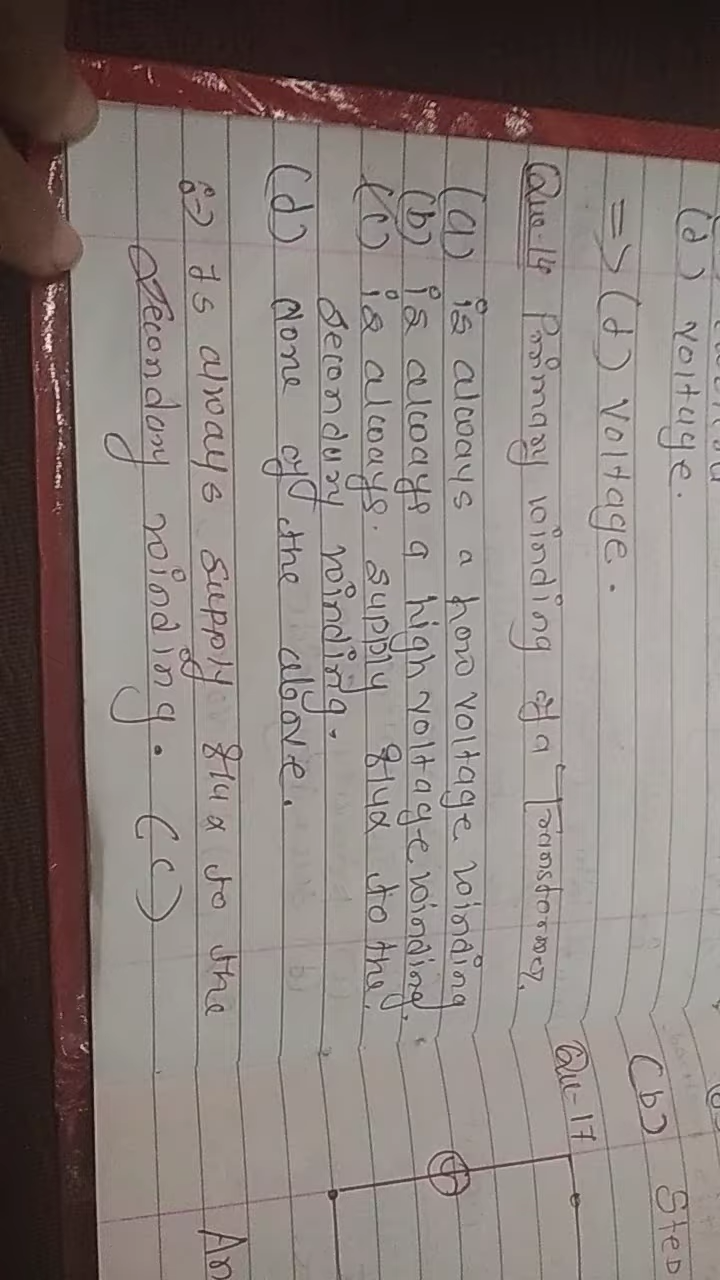 (d) voltage.
=> (d) voltage.
Que-14 Primary winding of a Transformer.
(a) is always a low voltage winding
(b) is always a high voltage winding.
(c) is always supply flux to the
secondary winding.
(d) none of the above.
=> Is always supply flux to the
Secondary winding. (c)
(b) Step
Que-17
An